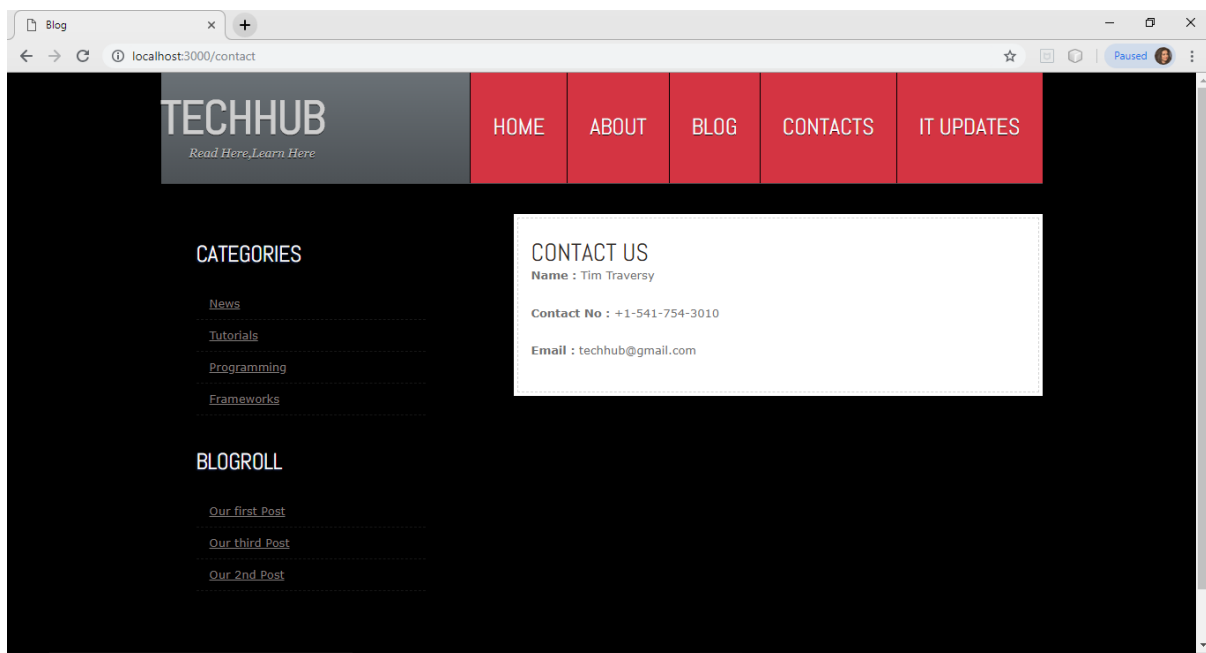 Blog
localhost:3000/contact
Paused
TECHHUB
Read Here,Learn Here
HOME
ABOUT
BLOG
CONTACTS
IT UPDATES
CATEGORIES
News
Tutorials
Programming
Frameworks
BLOGROLL
Our first Post
Our third Post
Our 2nd Post
CONTACT US
Name : Tim Traversy
Contact No : +1-541-754-3010
Email : techhub@gmail.com